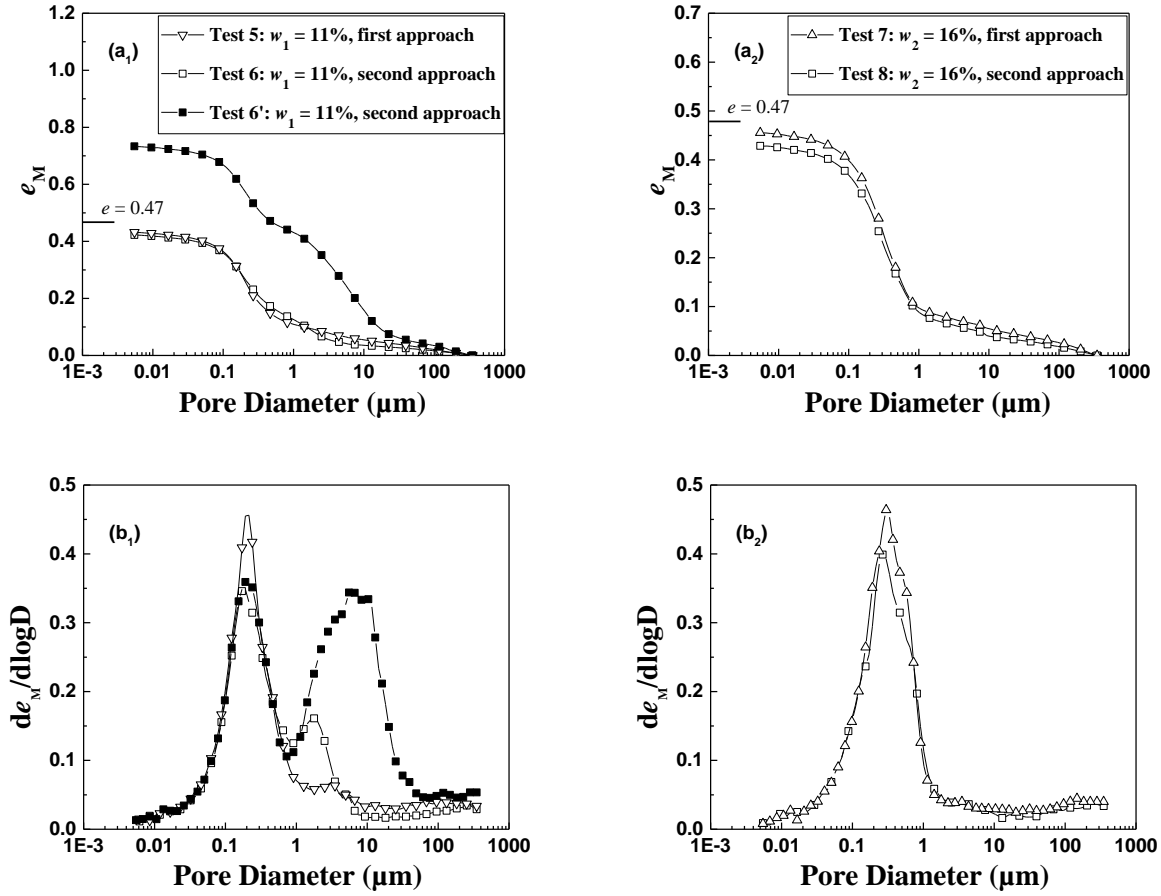 (a₁)
Test 5: w₁ = 11%, first approach
Test 6: w₁ = 11%, second approach
Test 6': w₁ = 11%, second approach
e = 0.47
1.2
1.0
0.8
0.6
0.4
0.2
0.0
e_M
1E-3 0.01 0.1 1 10 100 1000
Pore Diameter (µm)
(a₂)
Test 7: w₂ = 16%, first approach
Test 8: w₂ = 16%, second approach
e = 0.47
0.7
0.6
0.5
0.4
0.3
0.2
0.1
0.0
e_M
1E-3 0.01 0.1 1 10 100 1000
Pore Diameter (µm)
(b₁)
0.5
0.4
0.3
0.2
0.1
0.0
de_M/dlogD
1E-3 0.01 0.1 1 10 100 1000
Pore Diameter (µm)
(b₂)
0.5
0.4
0.3
0.2
0.1
0.0
de_M/dlogD
1E-3 0.01 0.1 1 10 100 1000
Pore Diameter (µm)